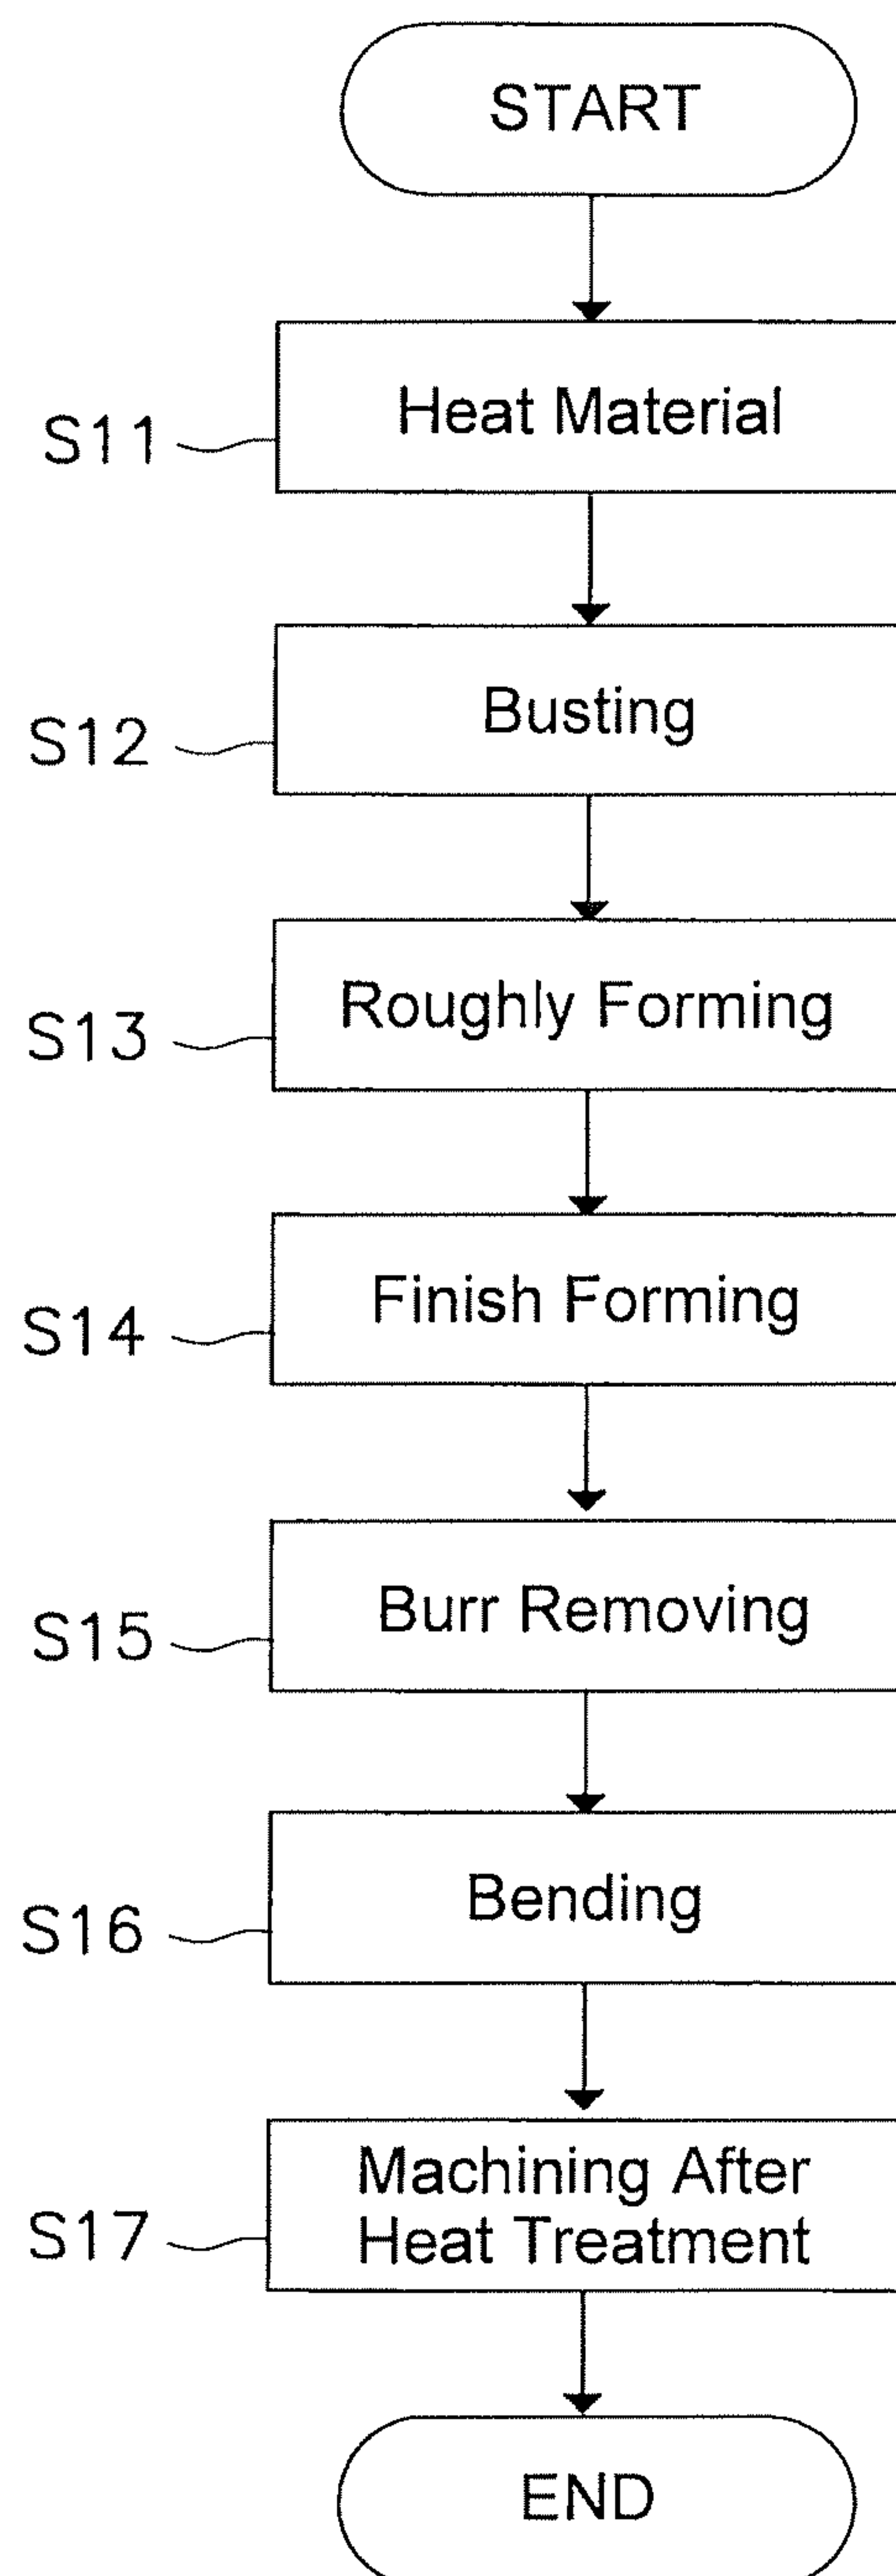 START
S11 Heat Material
S12 Busting
S13 Roughly Forming
S14 Finish Forming
S15 Burr Removing
S16 Bending
S17 Machining After
Heat Treatment
END